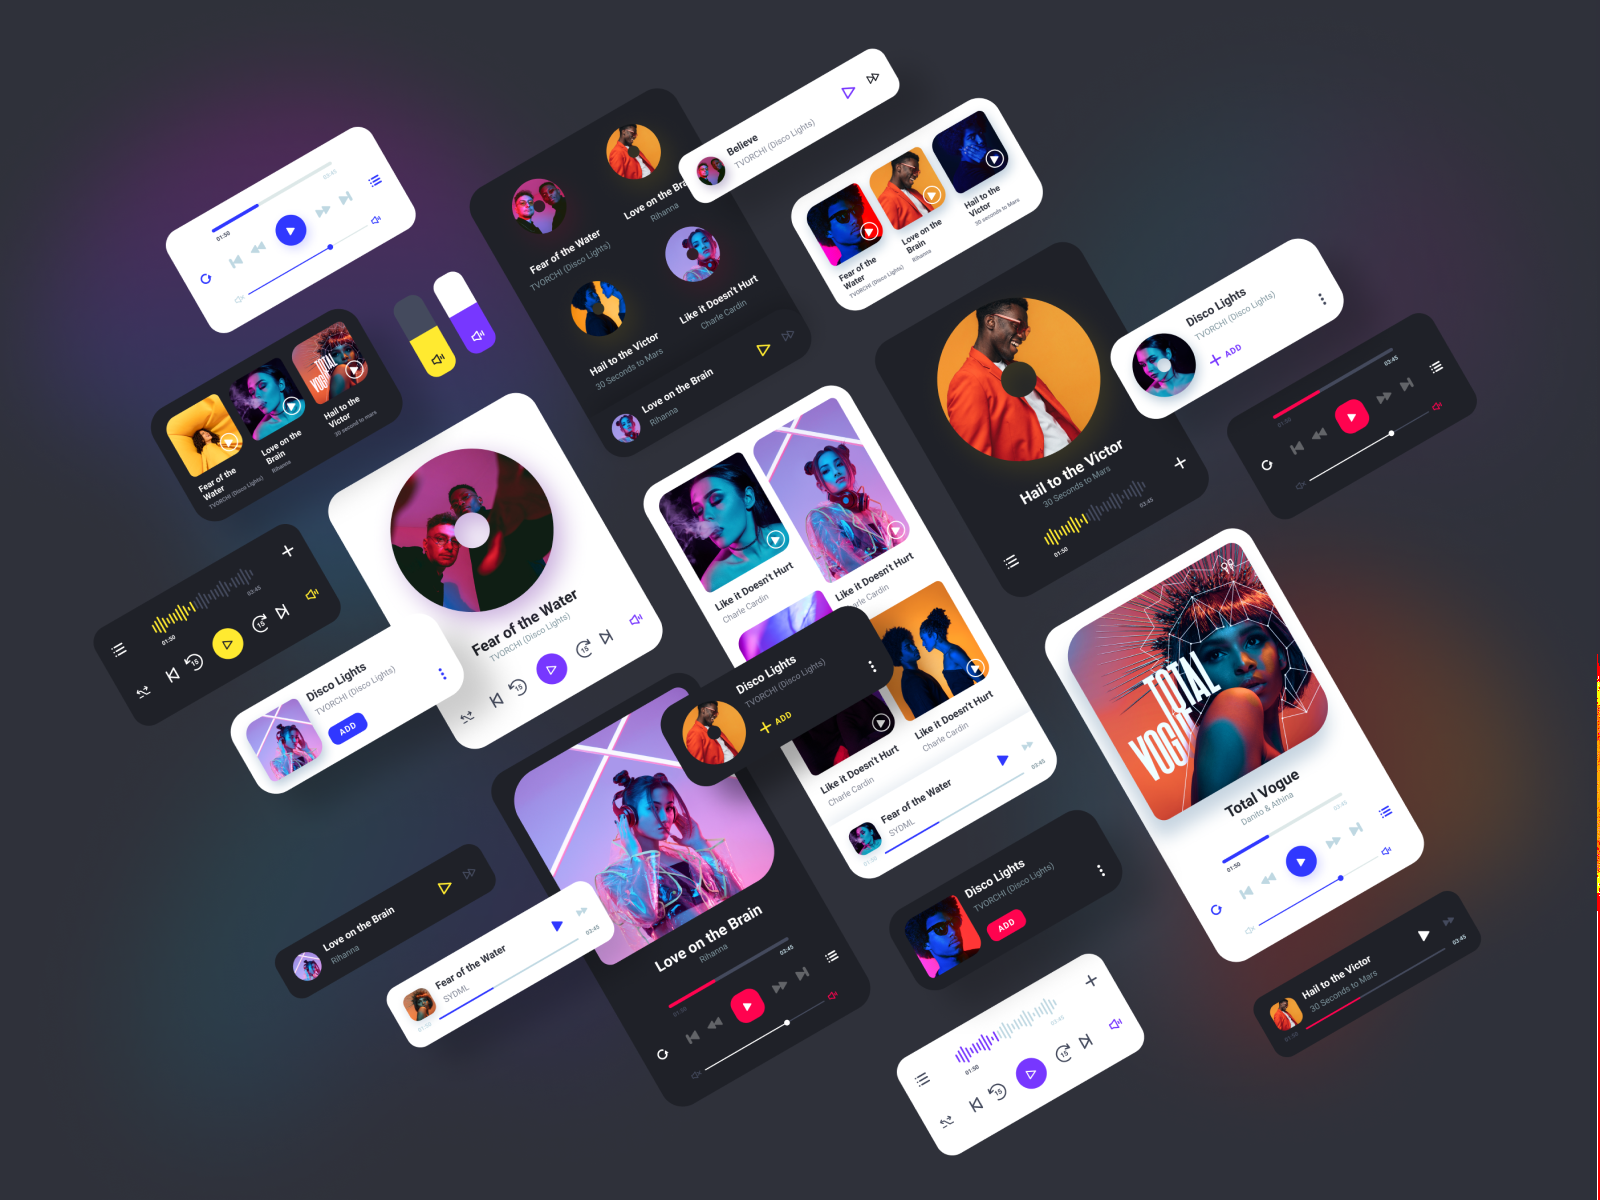 03:45
01:50
Believe
TVORCHI (Disco Lights)
Love on the Bra
Rihanna
Fear of the Water
TVORCHI (Disco Lights)
Like it Doesn't Hurt
Charle Cardin
Hail to the Victor
30 Seconds to Mars
Love on the Brain
Rihanna
Fear of the
Water
TVORCHI (Disco Lights)
Love on the
Brain
Rihanna
Hail to the
Victor
30 seconds to Mars
Disco Lights
TVORCHI (Disco Lights)
ADD
03:45
01:50
TOTAL
VOGU
Fear of the
Water
TVORCHI (Disco Lights)
Love on the
Brain
Rihanna
Hail to the
Victor
30 second to mars
Hail to the Victor
30 Seconds to Mars
03:45
01:50
03:45
01:50
15
15
Fear of the Water
TVORCHI (Disco Lights)
15
15
Disco Lights
TVORCHI (Disco Lights)
ADD
Like it Doesn't Hurt
Charle Cardin
Like it Doesn't Hurt
Cardin
Like it Doesn't Hurt
Charle Cardin
Like it Doesn't Hurt
Charle Cardin
Fear of the Water
SYDML
03:45
01:50
Disco Lights
TVORCHI (Disco Lights)
ADD
TOTAL
VOGU
Total Vogue
Danito & Athina
03:45
01:50
Love on the Brain
Rihanna
Fear of the Water
SYDML
03:45
01:50
Love on the Brain
Rihanna
03:45
01:50
Disco Lights
TVORCHI (Disco Lights)
ADD
03:45
01:50
15
15
Hail to the Victor
30 Seconds to Mars
03:45
01:50